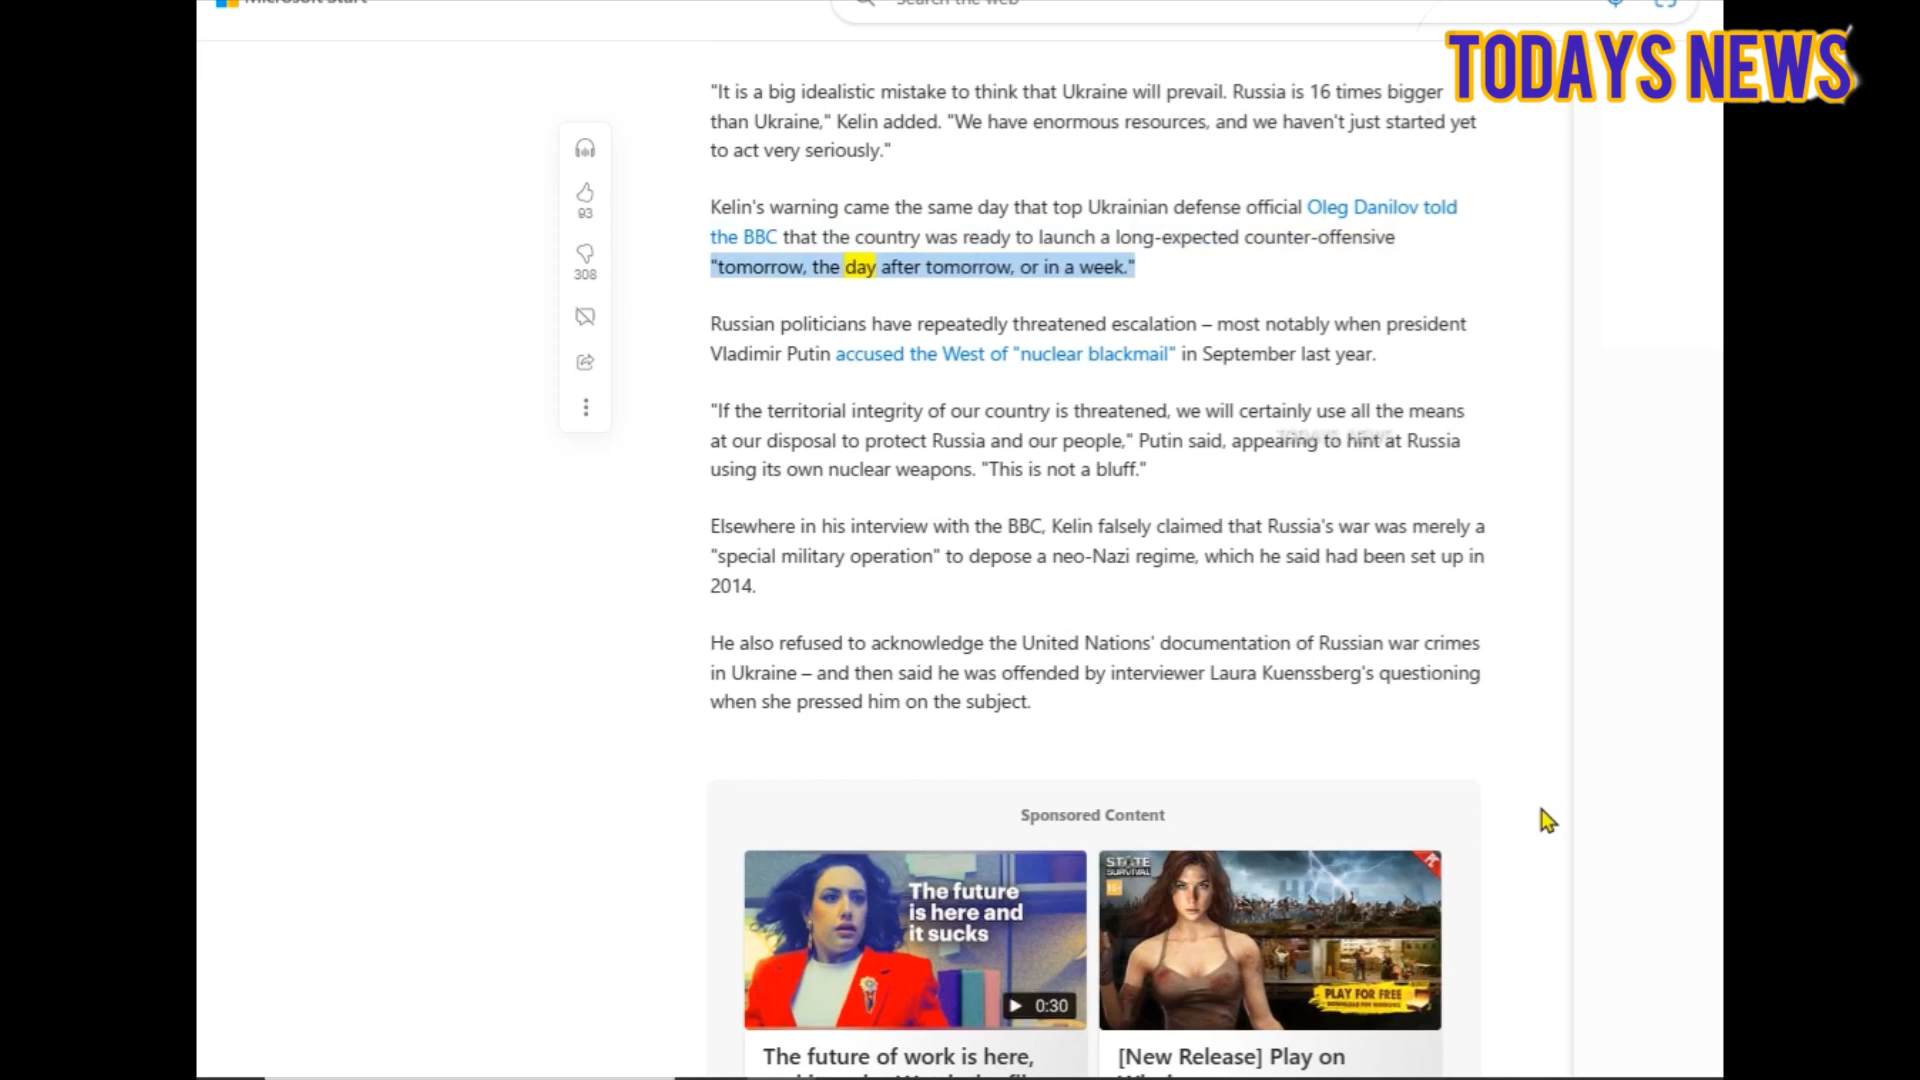 Microsoft Start
Search the web
TODAYS NEWS
"It is a big idealistic mistake to think that Ukraine will prevail. Russia is 16 times bigger
than Ukraine," Kelin added. "We have enormous resources, and we haven't just started yet
to act very seriously."
93
308
Kelin's warning came the same day that top Ukrainian defense official Oleg Danilov told
the BBC that the country was ready to launch a long-expected counter-offensive
"tomorrow, the day after tomorrow, or in a week."
Russian politicians have repeatedly threatened escalation – most notably when president
Vladimir Putin accused the West of "nuclear blackmail" in September last year.
"If the territorial integrity of our country is threatened, we will certainly use all the means
at our disposal to protect Russia and our people," Putin said, appearing to hint at Russia
using its own nuclear weapons. "This is not a bluff."
TODAYS NEWS
Elsewhere in his interview with the BBC, Kelin falsely claimed that Russia's war was merely a
"special military operation" to depose a neo-Nazi regime, which he said had been set up in
2014.
He also refused to acknowledge the United Nations' documentation of Russian war crimes
in Ukraine – and then said he was offended by interviewer Laura Kuenssberg's questioning
when she pressed him on the subject.
Sponsored Content
The future
is here and
it sucks
0:30
STATE
SURVIVAL
PC
PLAY FOR FREE
The future of work is here,
[New Release] Play on